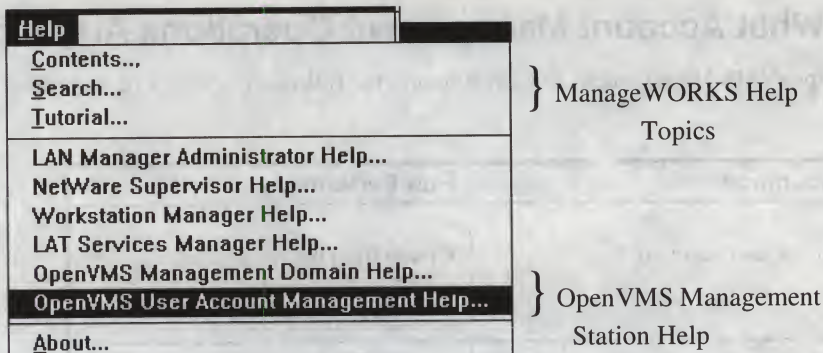 Help
Contents...
Search...
Tutorial...
} ManageWORKS Help
Topics
LAN Manager Administrator Help...
NetWare Supervisor Help...
Workstation Manager Help...
LAT Services Manager Help...
OpenVMS Management Domain Help...
OpenVMS User Account Management Help...
} OpenVMS Management
Station Help
About...